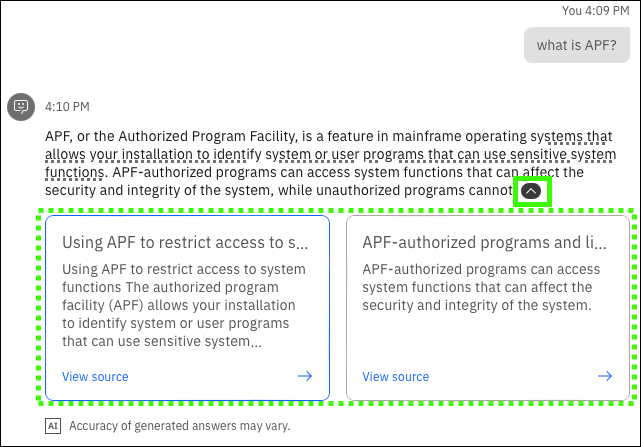 You 4:09 PM
what is APF?
4:10 PM
APF, or the Authorized Program Facility, is a feature in mainframe operating systems that
allows your installation to identify system or user programs that can use sensitive system
functions. APF-authorized programs can access system functions that can affect the
security and integrity of the system, while unauthorized programs cannot
Using APF to restrict access to s...
Using APF to restrict access to system
functions The authorized program
facility (APF) allows your installation
to identify system or user programs
that can use sensitive system...
View source
APF-authorized programs and li...
APF-authorized programs can access
system functions that can affect the
security and integrity of the system.
View source
AI Accuracy of generated answers may vary.